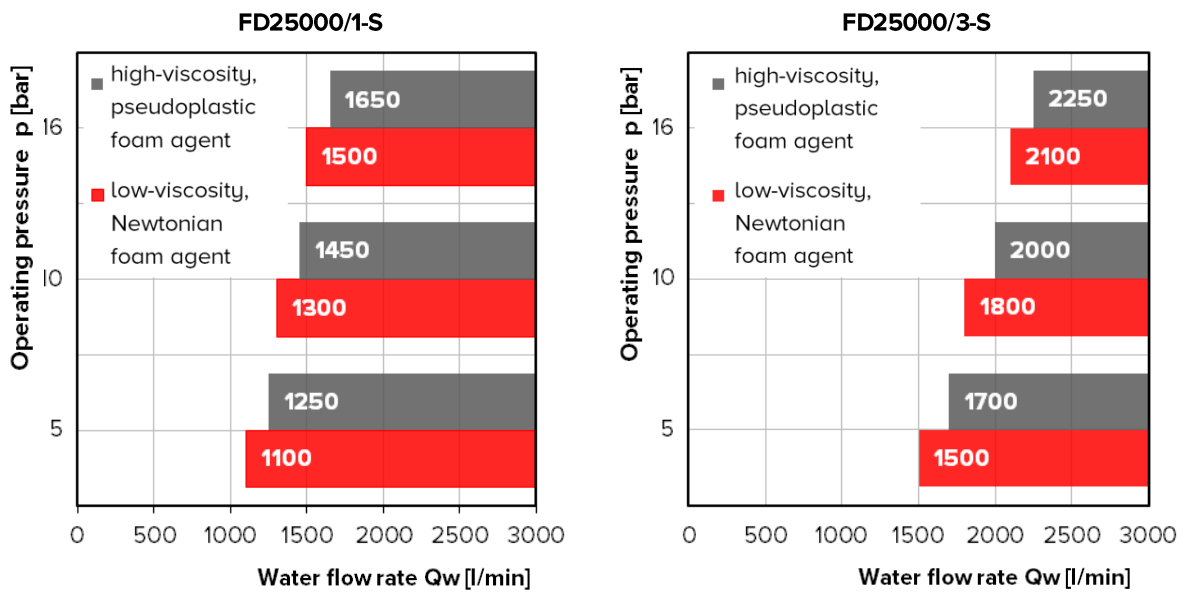 FD25000/1-S
Operating pressure p [bar]
high-viscosity,
pseudoplastic
foam agent
low-viscosity,
Newtonian
foam agent
16
10
5
1650
1500
1450
1300
1250
1100
0 500 1000 1500 2000 2500 3000
Water flow rate Qw [l/min]
FD25000/3-S
Operating pressure p [bar]
high-viscosity,
pseudoplastic
foam agent
low-viscosity,
Newtonian
foam agent
16
10
5
2250
2100
2000
1800
1700
1500
0 500 1000 1500 2000 2500 3000
Water flow rate Qw [l/min]